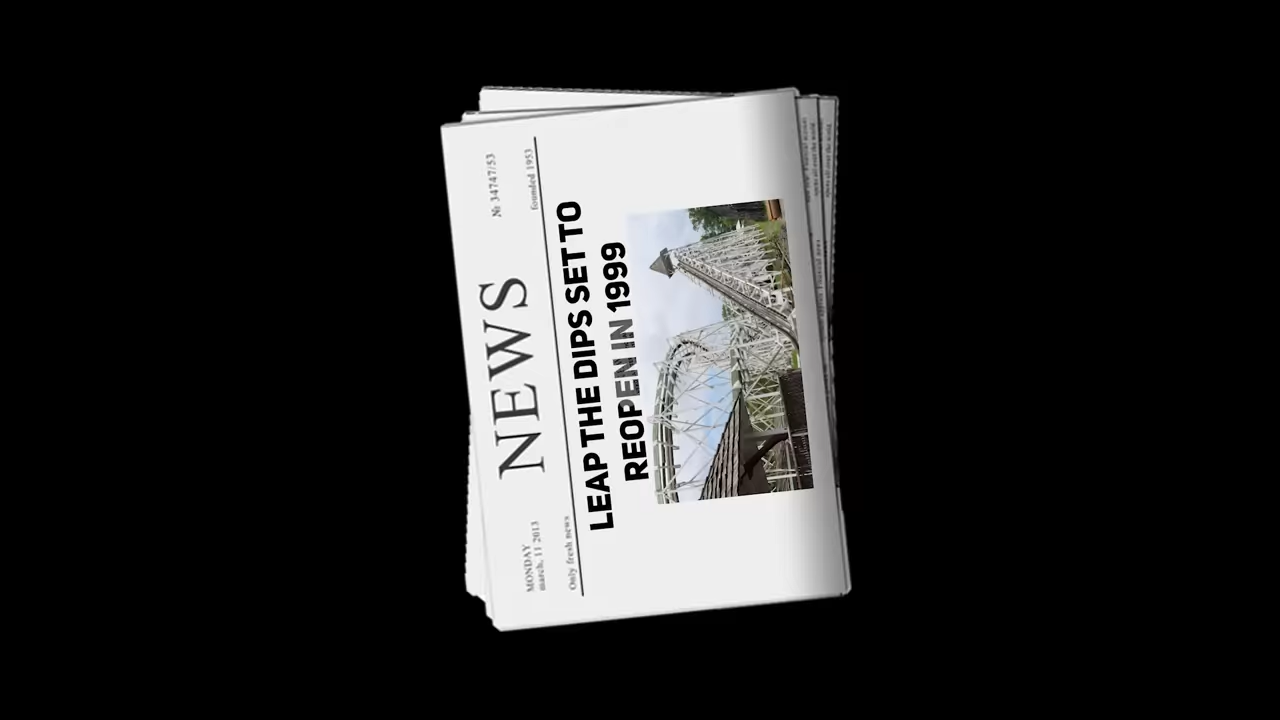 MONDAY
march, 11 2013
NEWS
№ 34747/53
Only fresh news
founded 1953
LEAP THE DIPS SET TO
REOPEN IN 1999